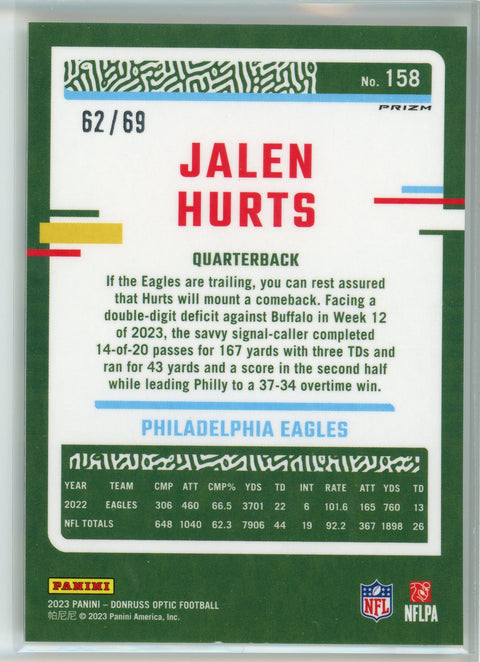 No. 158
PRIZM
62/69
JALEN
HURTS
QUARTERBACK
If the Eagles are trailing, you can rest assured
that Hurts will mount a comeback. Facing a
double-digit deficit against Buffalo in Week 12
of 2023, the savvy signal-caller completed
14-of-20 passes for 167 yards with three TDs and
ran for 43 yards and a score in the second half
while leading Philly to a 37-34 overtime win.
PHILADELPHIA EAGLES
YEAR TEAM CMP ATT CMP% YDS TD INT RATE ATT YDS TD
2022 EAGLES 306 460 66.5 3701 22 6 101.6 165 760 13
NFL TOTALS 648 1040 62.3 7906 44 19 92.2 367 1898 26
PANINI
NFL
NFLPA
2023 PANINI – DONRUSS OPTIC FOOTBALL
帕尼尼 © 2023 Panini America, Inc.